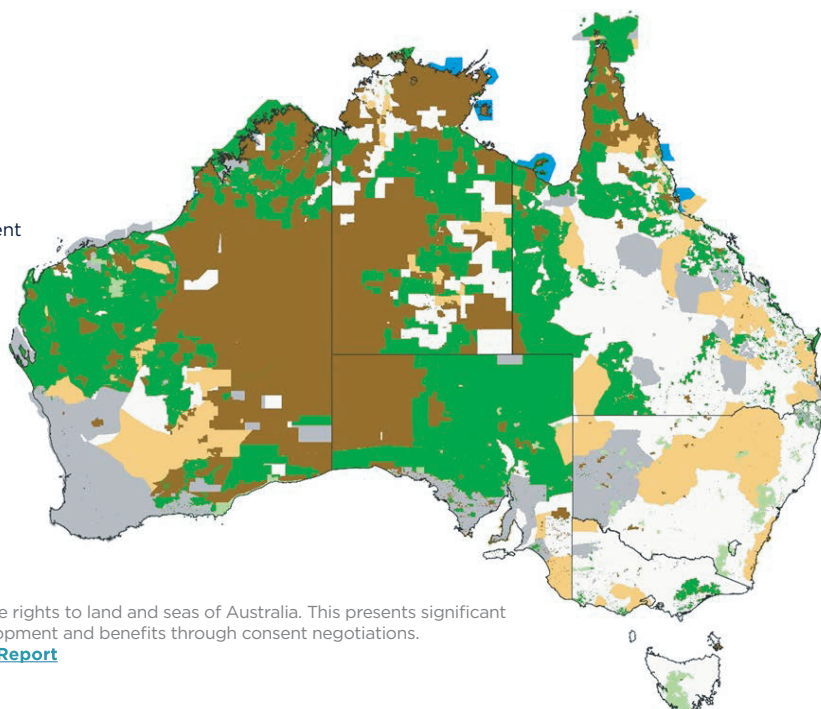 ent
e rights to land and seas of Australia. This presents significant
opment and benefits through consent negotiations.
Report